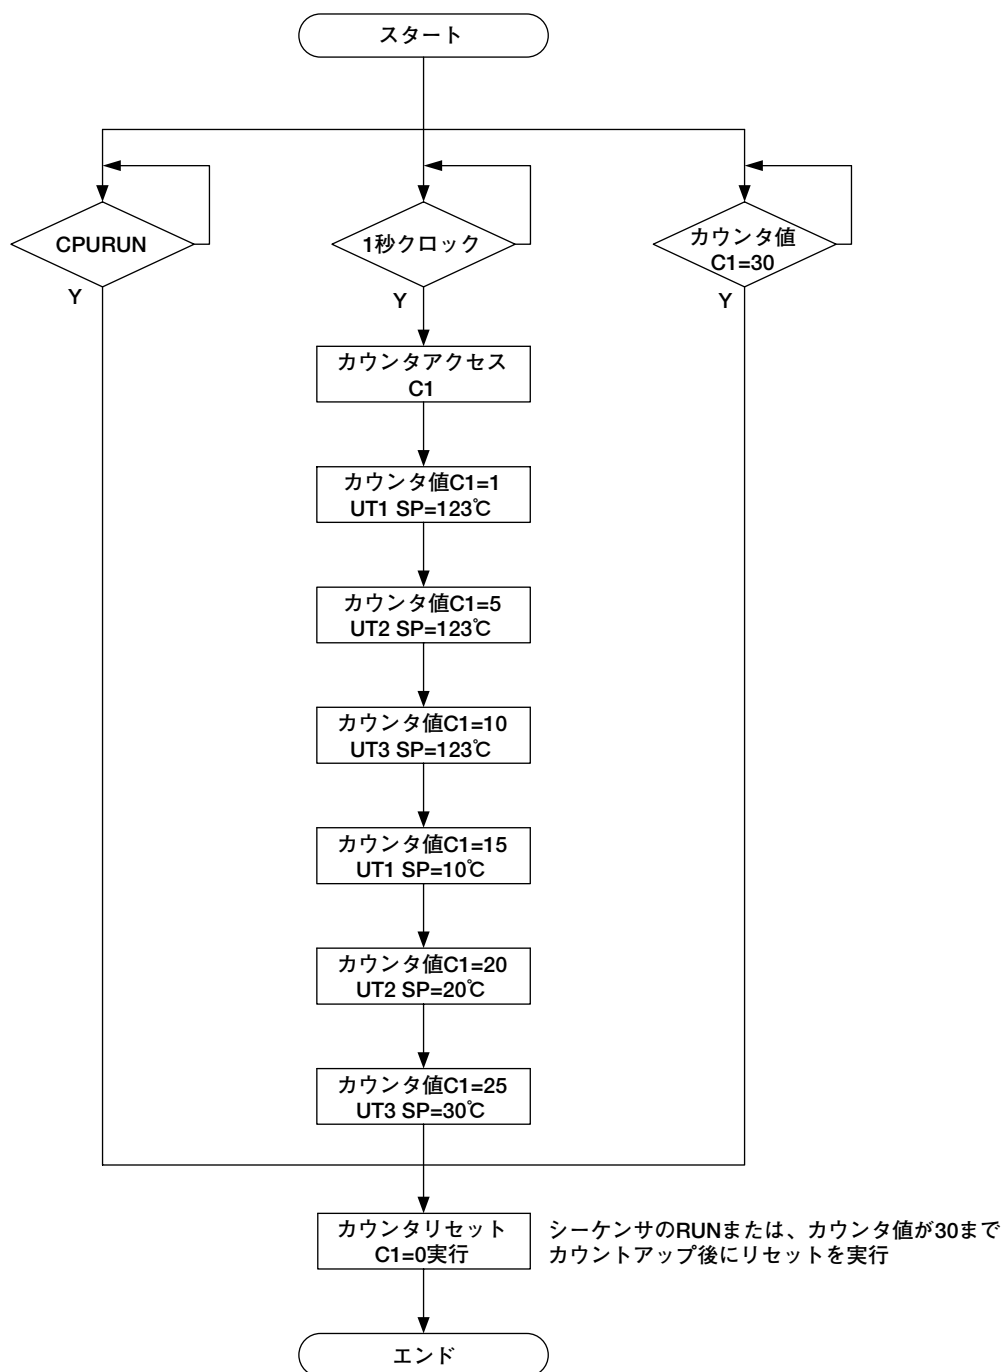 スタート
CPURUN
1秒クロック
カウンタ値
C1=30
Y
Y
Y
カウンタアクセス
C1
カウンタ値C1=1
UT1 SP=123℃
カウンタ値C1=5
UT2 SP=123℃
カウンタ値C1=10
UT3 SP=123℃
カウンタ値C1=15
UT1 SP=10℃
カウンタ値C1=20
UT2 SP=20℃
カウンタ値C1=25
UT3 SP=30℃
カウンタリセット
C1=0実行
シーケンサのRUNまたは、カウンタ値が30まで
カウントアップ後にリセットを実行
エンド